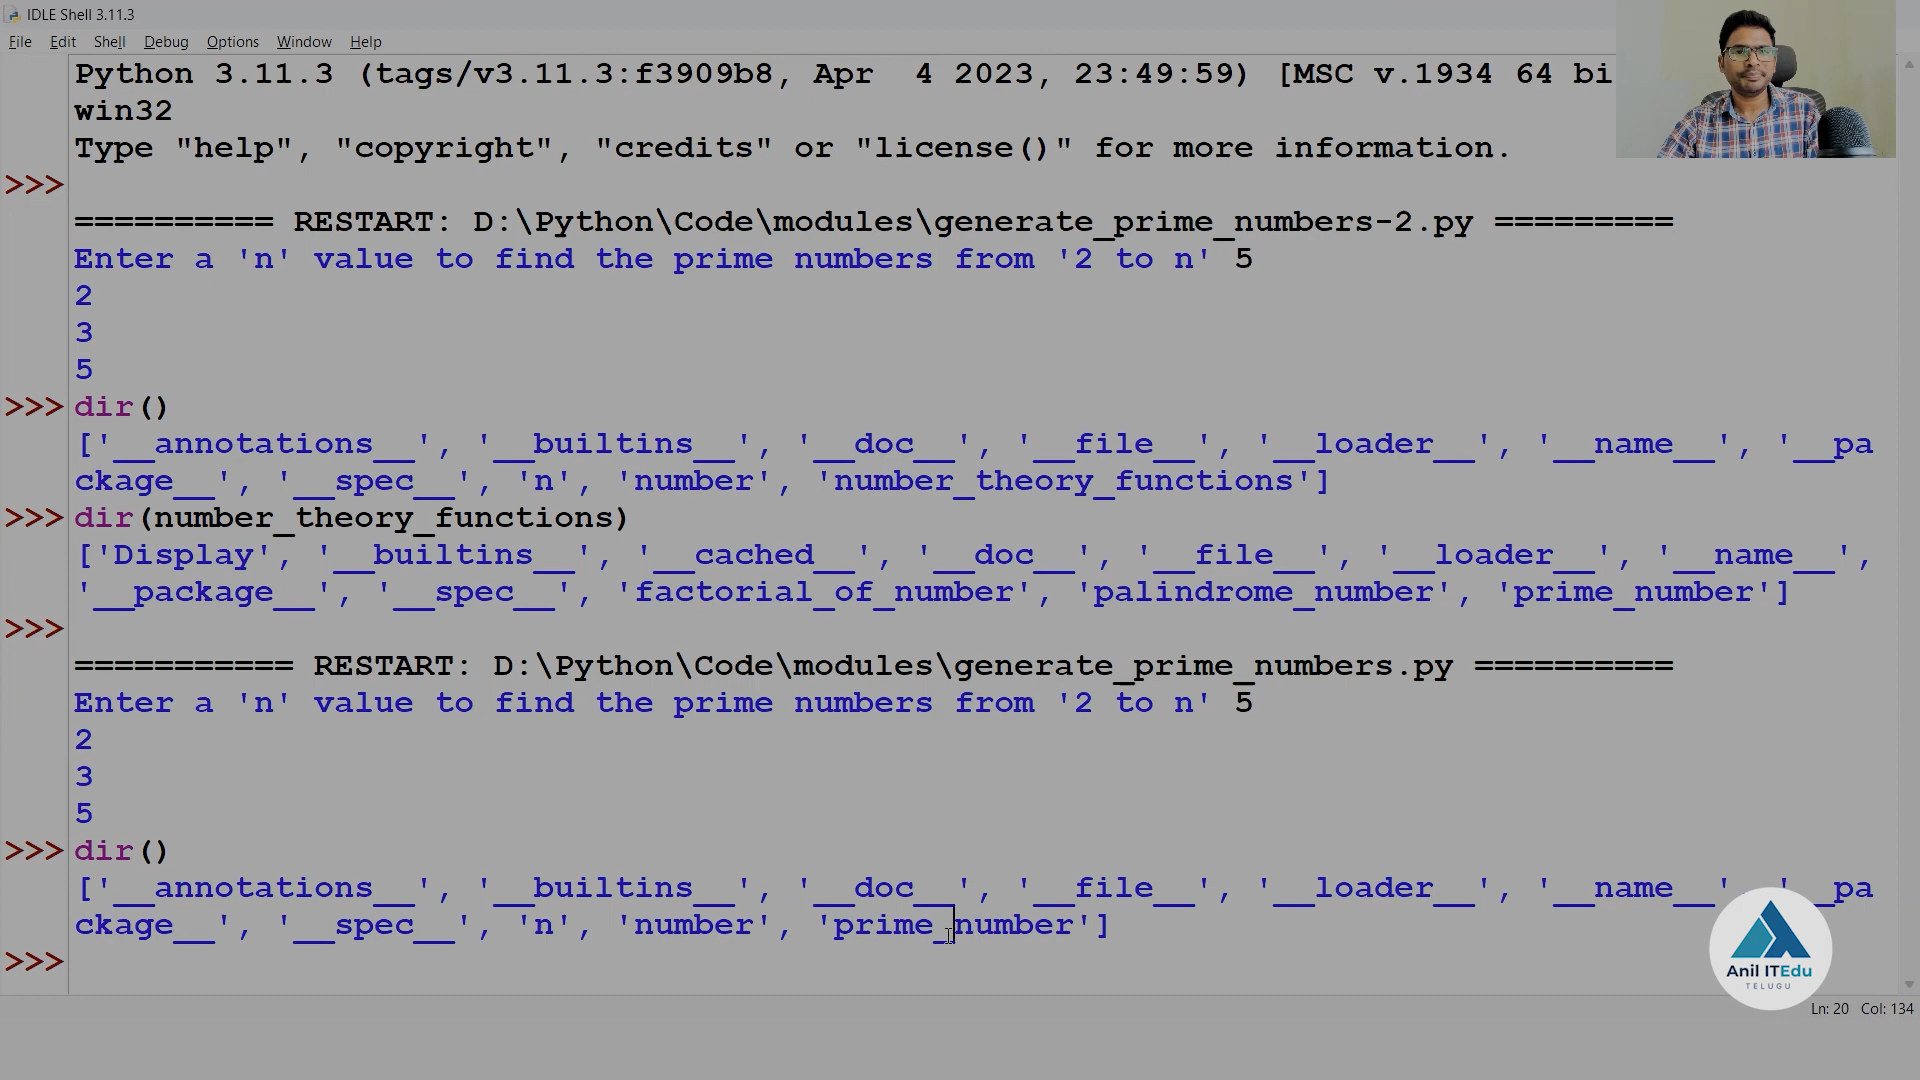 IDLE Shell 3.11.3
File Edit Shell Debug Options Window Help
Python 3.11.3 (tags/v3.11.3:f3909b8, Apr  4 2023, 23:49:59) [MSC v.1934 64 bi
win32
Type "help", "copyright", "credits" or "license()" for more information.
>>>
========== RESTART: D:\Python\Code\modules\generate_prime_numbers-2.py =========
Enter a 'n' value to find the prime numbers from '2 to n' 5
2
3
5
>>> dir()
['__annotations__', '__builtins__', '__doc__', '__file__', '__loader__', '__name__', '__pa
ckage__', '__spec__', 'n', 'number', 'number_theory_functions']
>>> dir(number_theory_functions)
['Display', '__builtins__', '__cached__', '__doc__', '__file__', '__loader__', '__name__',
'__package__', '__spec__', 'factorial_of_number', 'palindrome_number', 'prime_number']
>>>
=========== RESTART: D:\Python\Code\modules\generate_prime_numbers.py ==========
Enter a 'n' value to find the prime numbers from '2 to n' 5
2
3
5
>>> dir()
['__annotations__', '__builtins__', '__doc__', '__file__', '__loader__', '__name__', '__pa
ckage__', '__spec__', 'n', 'number', 'prime_number']
>>>
Anil ITEdu
TELUGU
Ln: 20 Col: 134